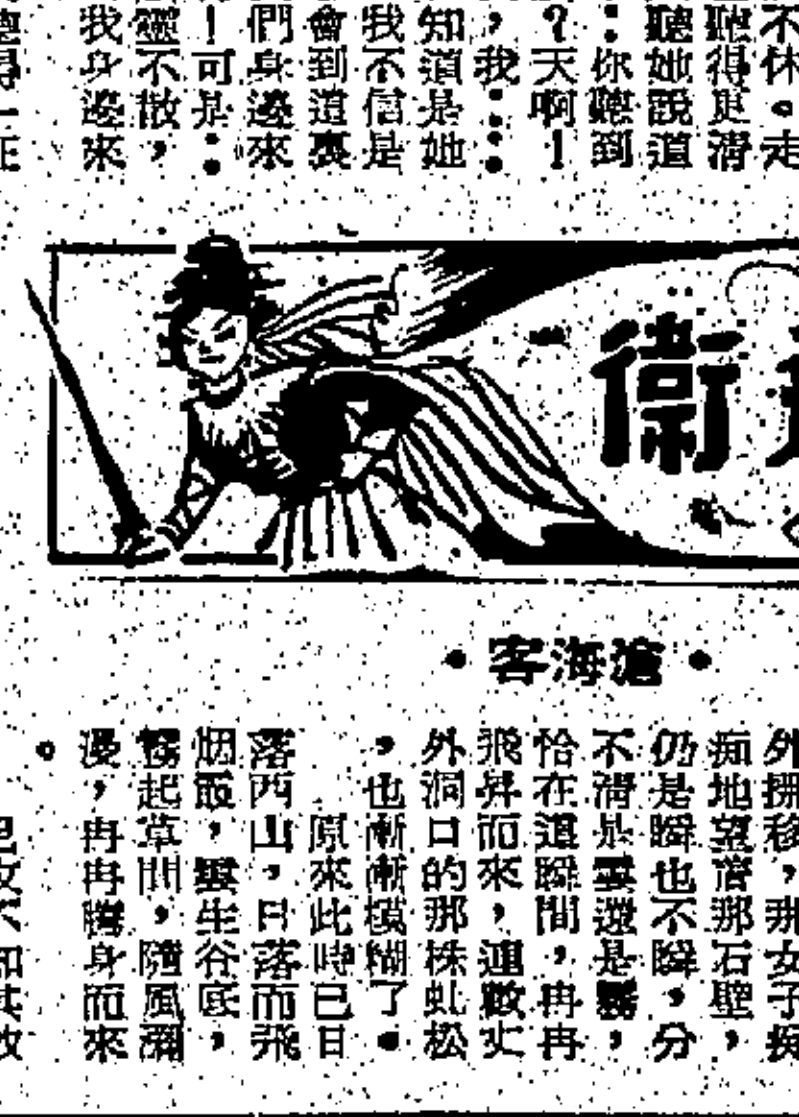 不休。走
聽得更清
聽她說道
：你聽到
？天啊！
，我……
知道是她
我不信是
會到這裏
們身邊來
！可是：
靈不散，
我身邊來
衛
•滄海客•
外挪移，那女子痴
痴地望着那石壁，
仍是瞬也不瞬，分
不清是雲還是霧，
恰在這瞬間，冉冉
飛昇而來，連數丈
外洞口的那株虬松
，也漸漸模糊了。
原來此時已日
落西山，日落而飛
烟霞，雲生谷底，
霧起草間，隨風瀰
漫，冉冉騰身而來
。